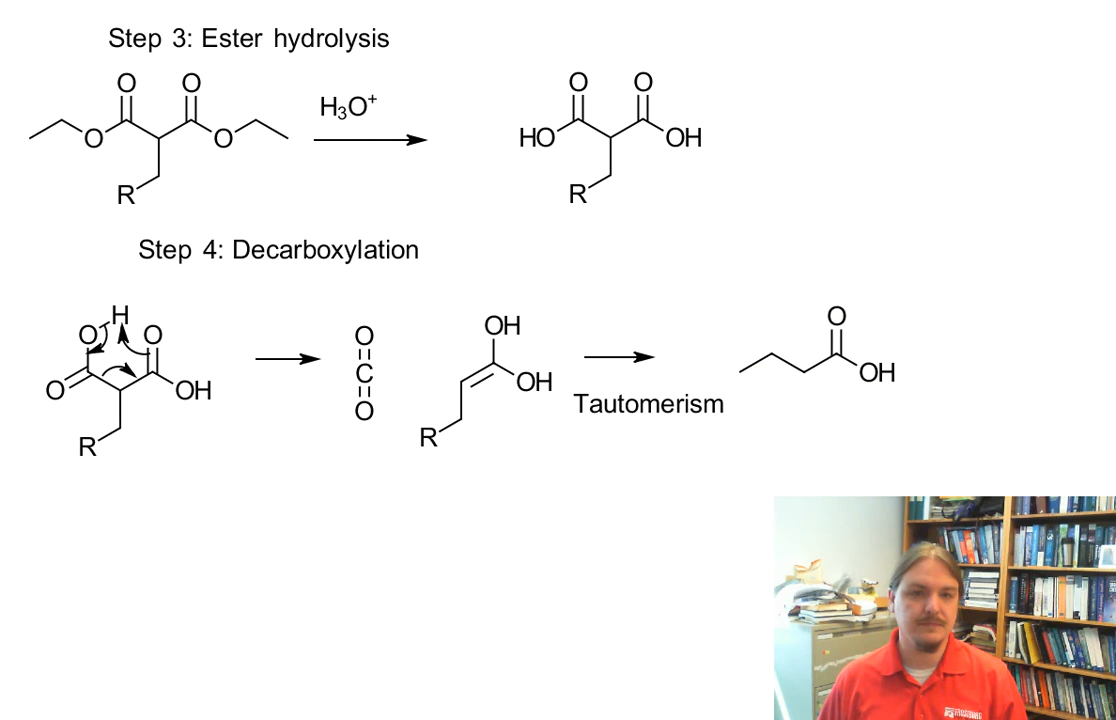 Step 3: Ester hydrolysis
O O O O
H₃O⁺
O O HO OH
R R
Step 4: Decarboxylation
H
O O
O OH
R
O
C
O
OH
OH
R
Tautomerism
O
OH